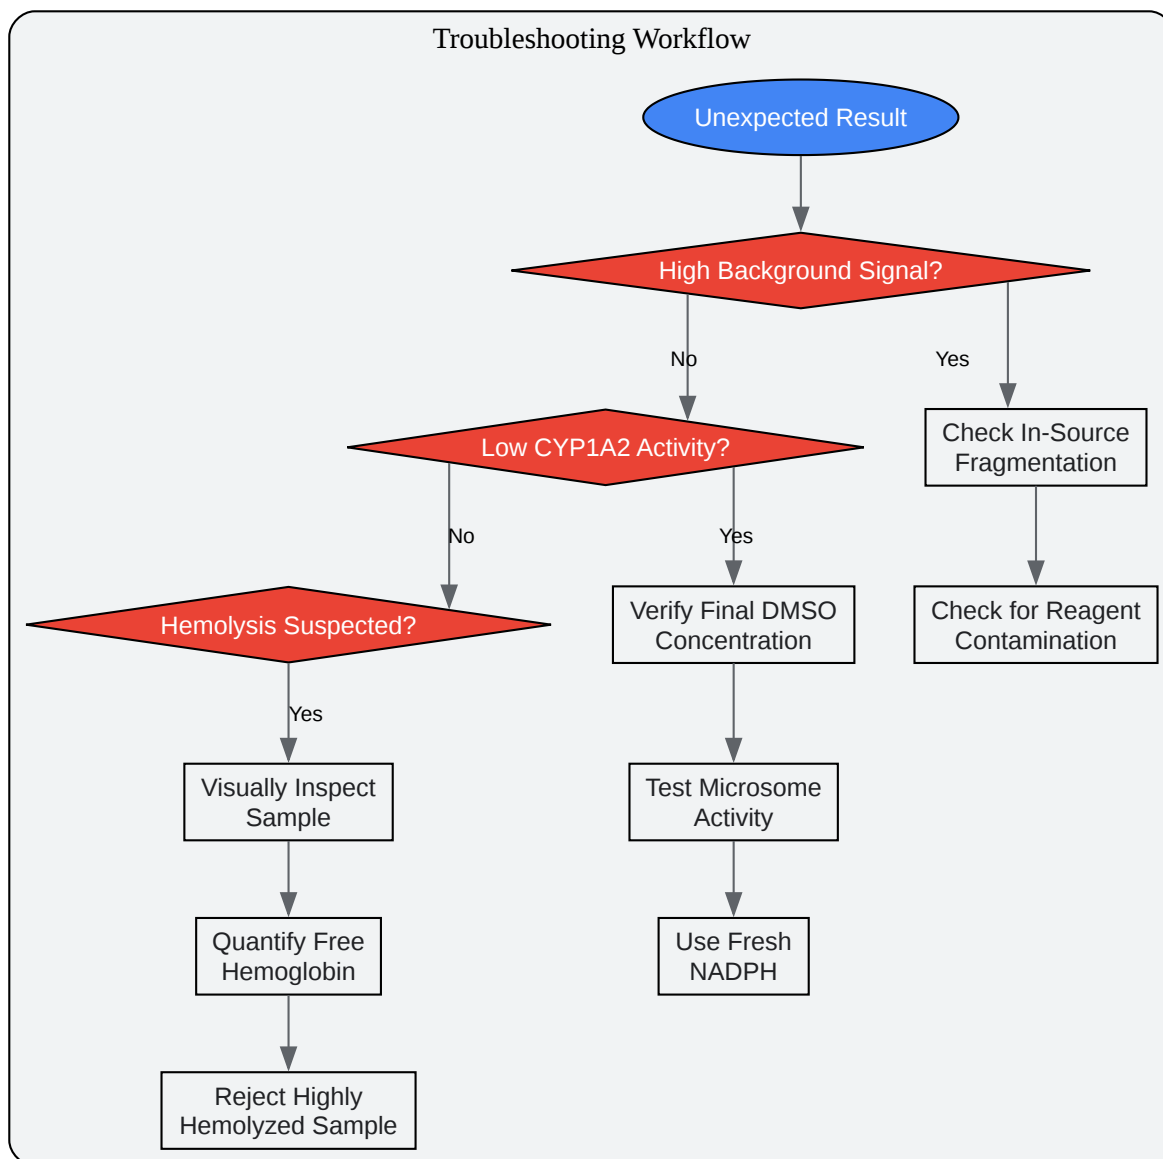 Troubleshooting Workflow
Unexpected Result
High Background Signal?
No
Yes
Low CYP1A2 Activity?
Check In-Source
Fragmentation
No
Yes
Hemolysis Suspected?
Verify Final DMSO
Concentration
Check for Reagent
Contamination
Yes
Visually Inspect
Sample
Test Microsome
Activity
Quantify Free
Hemoglobin
Use Fresh
NADPH
Reject Highly
Hemolyzed Sample